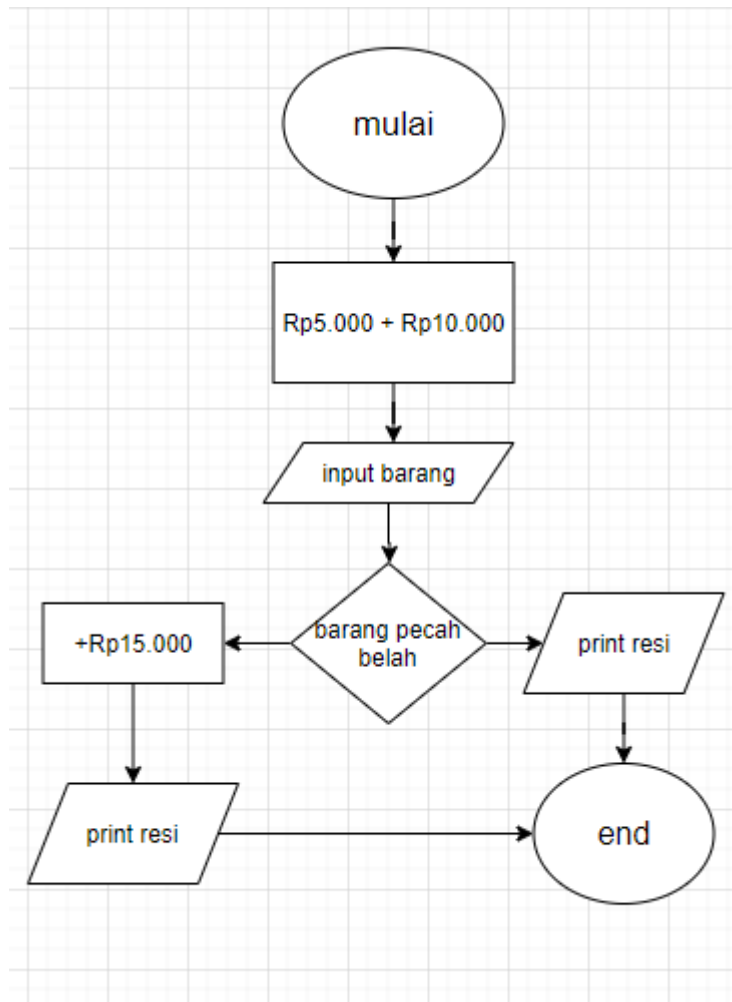 mulai
Rp5.000 + Rp10.000
input barang
barang pecah
belah
+Rp15.000
print resi
print resi
end